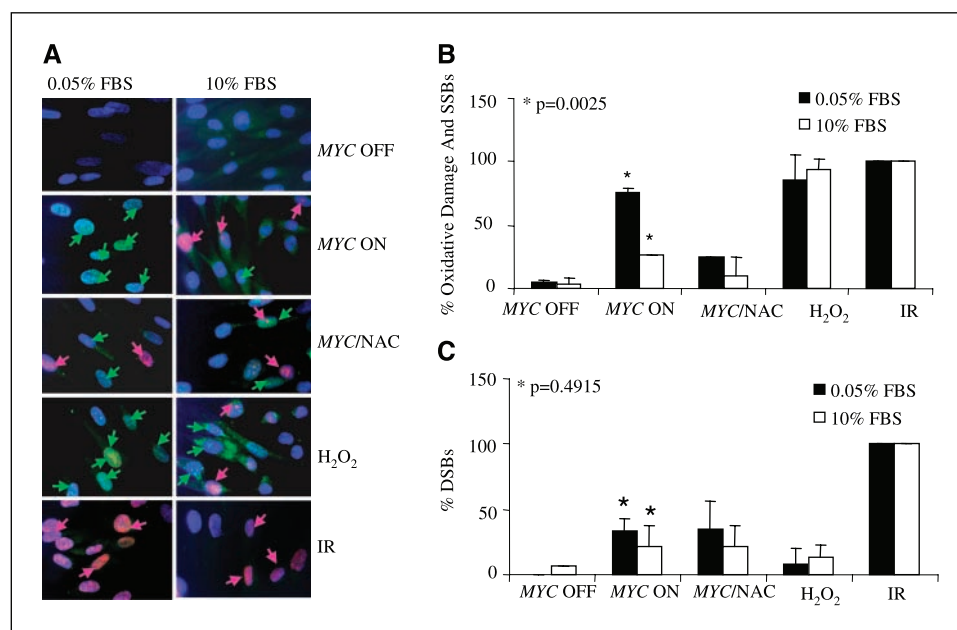 A
0.05% FBS 10% FBS
MYC OFF
MYC ON
MYC/NAC
H₂O₂
IR
B
% Oxidative Damage And SSBs
150
100
50
0
* p=0.0025
0.05% FBS
10% FBS
*
*
MYC OFF MYC ON MYC/NAC H₂O₂ IR
C
% DSBs
150
100
50
0
* p=0.4915
0.05% FBS
10% FBS
* *
MYC OFF MYC ON MYC/NAC H₂O₂ IR